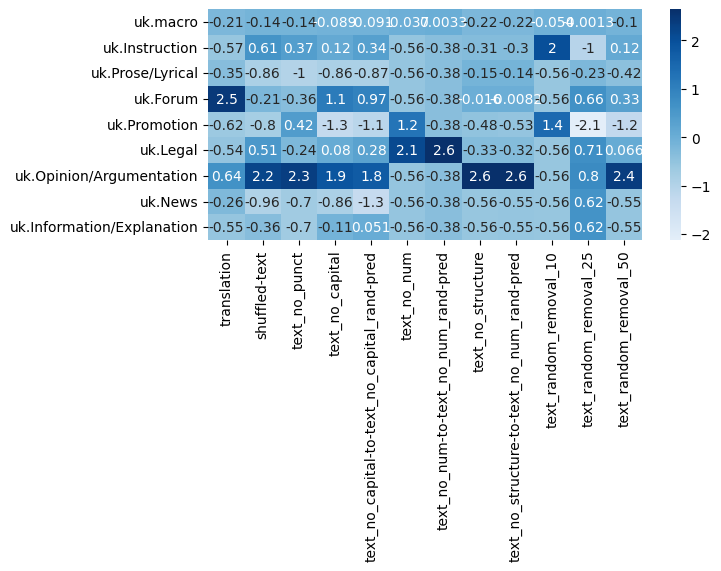 uk.macro -0.21 -0.14 -0.14 -0.089 -0.091 -0.037 0.0033 -0.22 -0.22 -0.054 -0.0013 -0.1
uk.Instruction -0.57 0.61 0.37 0.12 0.34 -0.56 -0.38 -0.31 -0.3 2 -1 0.12
uk.Prose/Lyrical -0.35 -0.86 -1 -0.86 -0.87 -0.56 -0.38 -0.15 -0.14 -0.56 -0.23 -0.42
uk.Forum 2.5 -0.21 -0.36 1.1 0.97 -0.56 -0.38 -0.016 -0.0082 -0.56 0.66 0.33
uk.Promotion -0.62 -0.8 0.42 -1.3 -1.1 1.2 -0.38 -0.48 -0.53 1.4 -2.1 -1.2
uk.Legal -0.54 0.51 -0.24 0.08 0.28 2.1 2.6 -0.33 -0.32 -0.56 0.71 0.066
uk.Opinion/Argumentation 0.64 2.2 2.3 1.9 1.8 -0.56 -0.38 2.6 2.6 -0.56 0.8 2.4
uk.News -0.26 -0.96 -0.7 -0.86 -1.3 -0.56 -0.38 -0.56 -0.55 -0.56 0.62 -0.55
uk.Information/Explanation -0.55 -0.36 -0.7 -0.11 0.051 -0.56 -0.38 -0.56 -0.55 -0.56 0.62 -0.55
translation
shuffled-text
text_no_punct
text_no_capital
text_no_capital-to-text_no_capital_rand-pred
text_no_num
text_no_num-to-text_no_num_rand-pred
text_no_structure
text_no_structure-to-text_no_num_rand-pred
text_random_removal_10
text_random_removal_25
text_random_removal_50
2
1
0
-1
-2